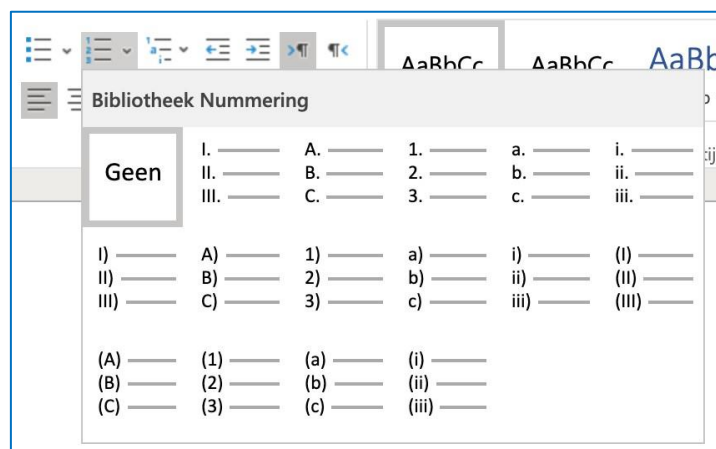 AaBbCc AaBbCc AaBb
Bibliotheek Nummering
Geen
I. A. 1. a. i.
II. B. 2. b. ii.
III. C. 3. c. iii.
I) A) 1) a) i) (I)
II) B) 2) b) ii) (II)
III) C) 3) c) iii) (III)
(A) (1) (a) (i)
(B) (2) (b) (ii)
(C) (3) (c) (iii)